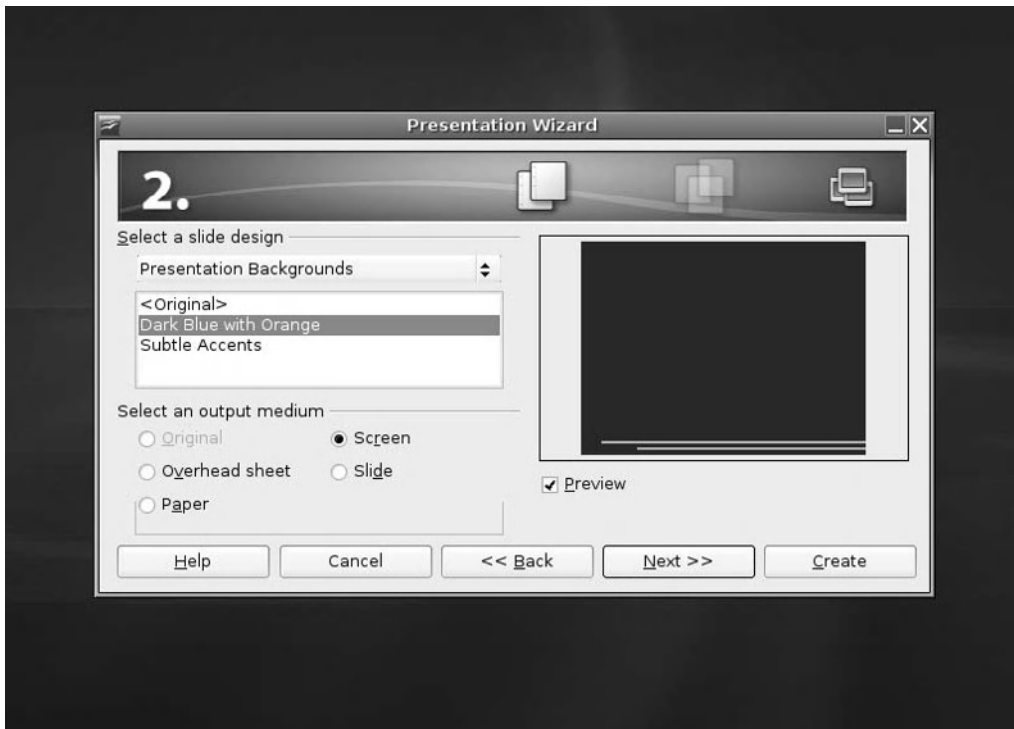 Presentation Wizard
2.
Select a slide design
Presentation Backgrounds
<Original>
Dark Blue with Orange
Subtle Accents
Select an output medium
Original
Screen
Overhead sheet
Slide
Paper
Preview
Help
Cancel
<< Back
Next >>
Create